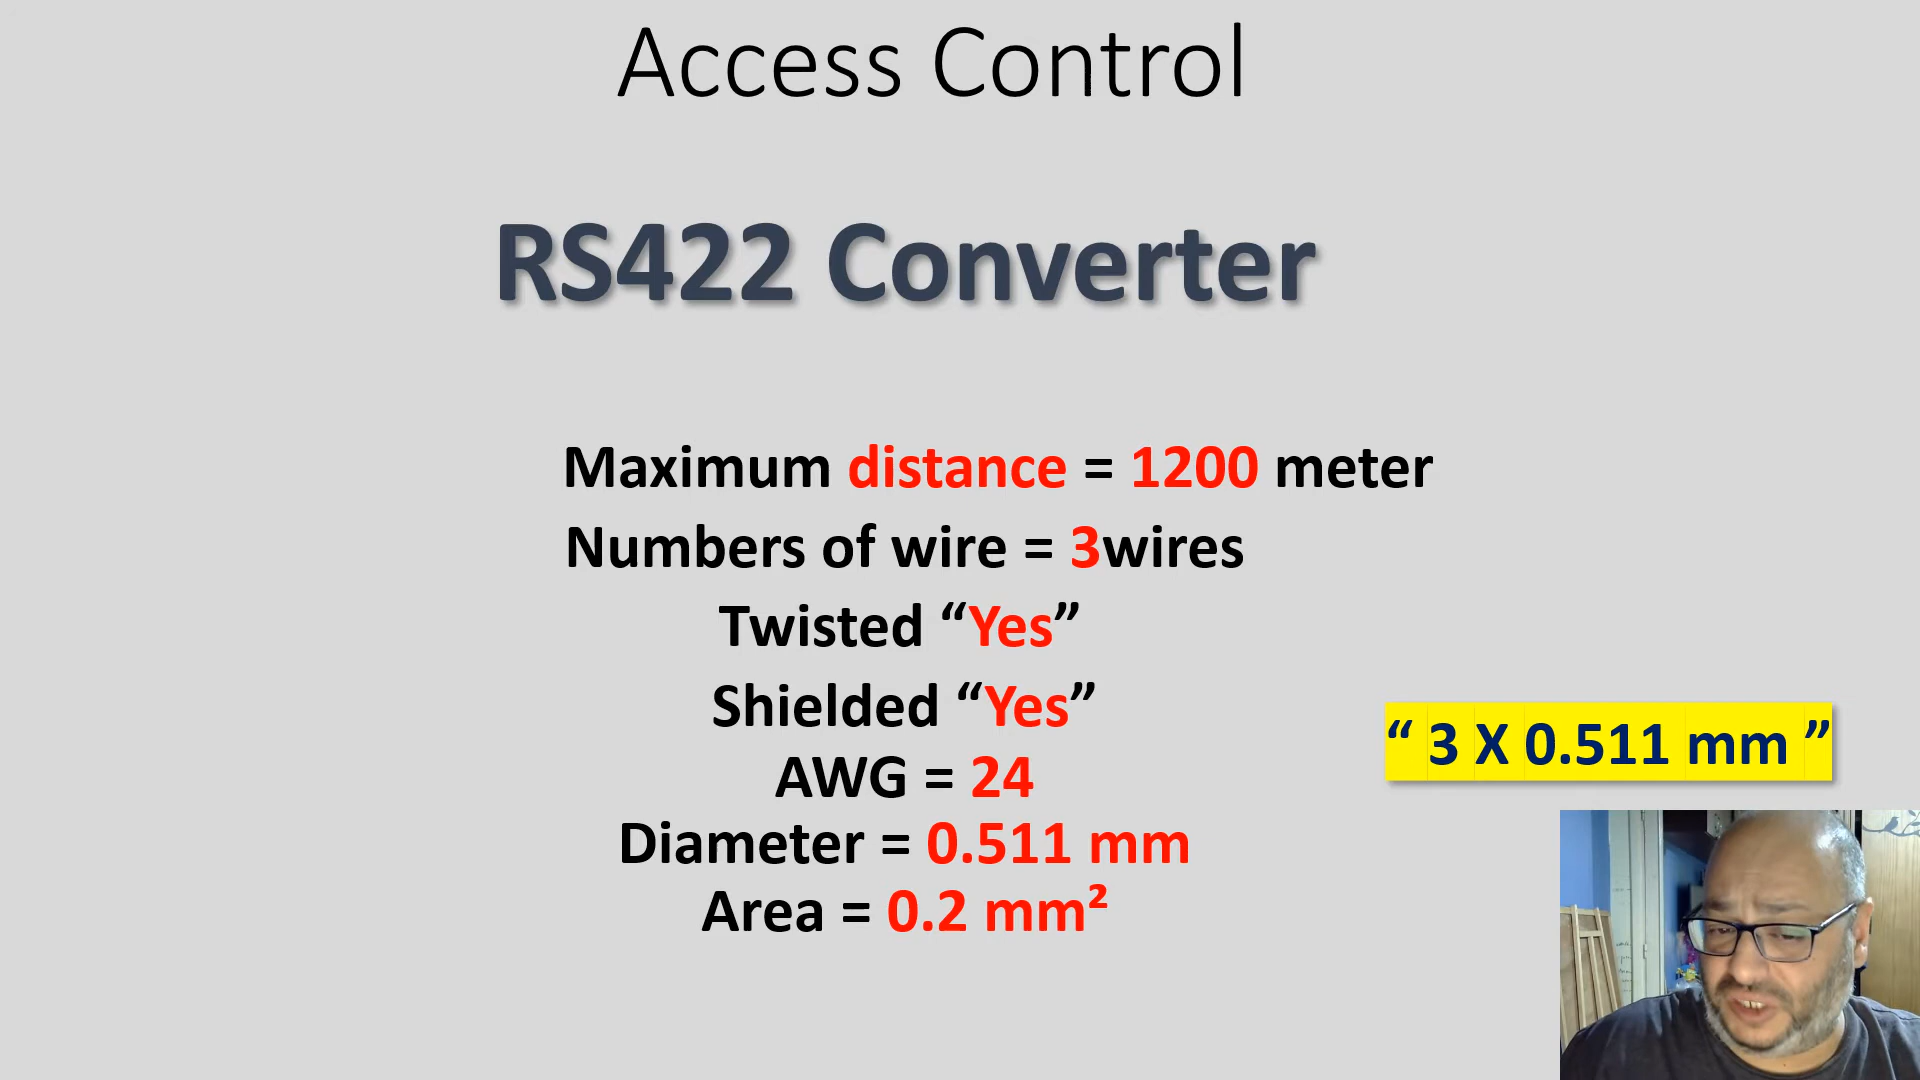 Access Control
RS422 Converter
Maximum distance = 1200 meter
Numbers of wire = 3wires
Twisted “Yes”
Shielded “Yes”
“ 3 X 0.511 mm ”
AWG = 24
Diameter = 0.511 mm
Area = 0.2 mm²